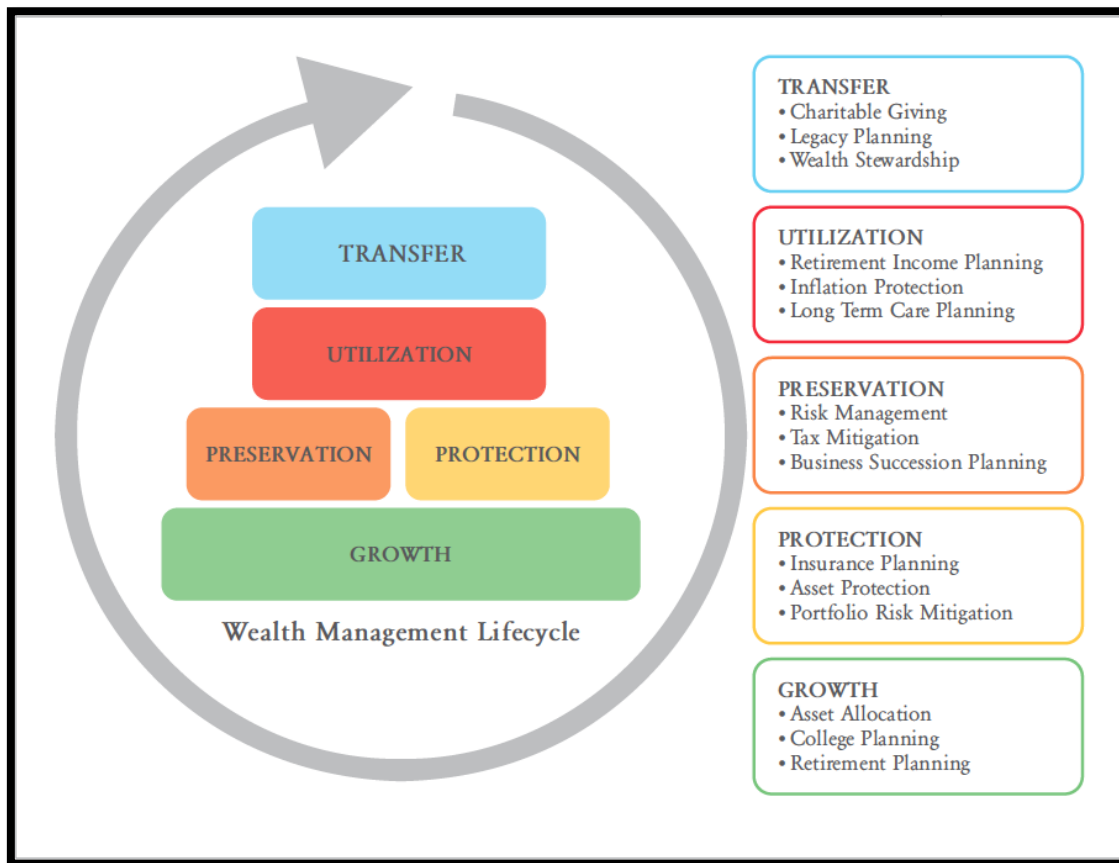 TRANSFER
UTILIZATION
PRESERVATION
PROTECTION
GROWTH
Wealth Management Lifecycle
TRANSFER
• Charitable Giving
• Legacy Planning
• Wealth Stewardship
UTILIZATION
• Retirement Income Planning
• Inflation Protection
• Long Term Care Planning
PRESERVATION
• Risk Management
• Tax Mitigation
• Business Succession Planning
PROTECTION
• Insurance Planning
• Asset Protection
• Portfolio Risk Mitigation
GROWTH
• Asset Allocation
• College Planning
• Retirement Planning